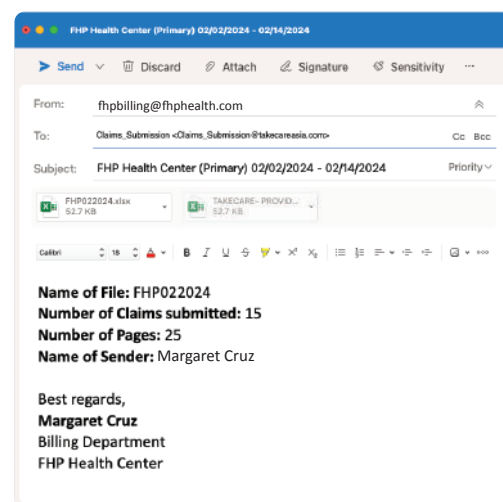 FHP Health Center (Primary) 02/02/2024 - 02/14/2024
Send Discard Attach Signature Sensitivity ...
From: fhpbilling@fhphealth.com
To: Claims_Submission <Claims_Submission@takecareasia.com> Cc Bcc
Subject: FHP Health Center (Primary) 02/02/2024 - 02/14/2024 Priority
FHP022024.xlsx TAKECARE- PROVID...
52.7 KB 52.7 KB
Calibri 18 A B I U S x² x₂
Name of File: FHP022024
Number of Claims submitted: 15
Number of Pages: 25
Name of Sender: Margaret Cruz
Best regards,
Margaret Cruz
Billing Department
FHP Health Center